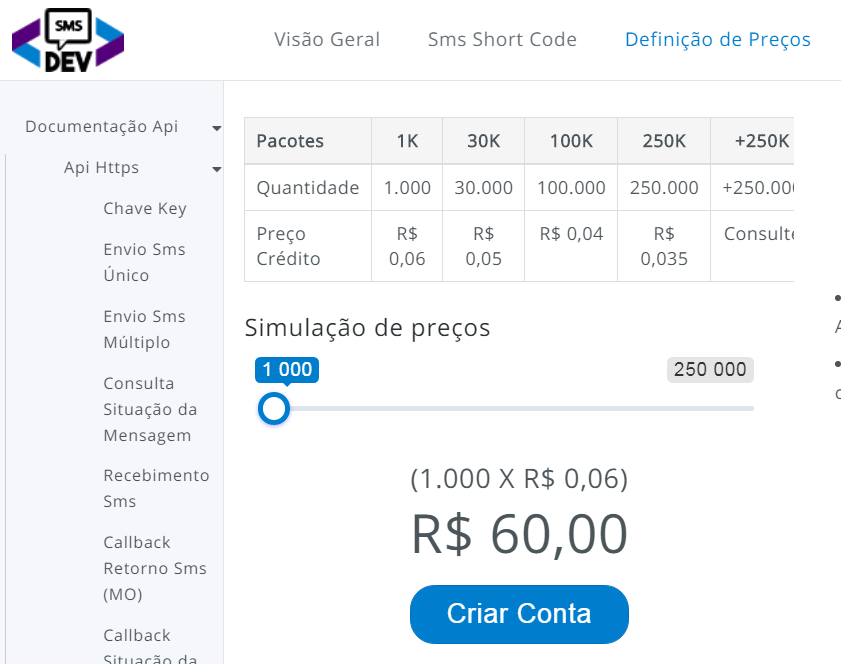 SMS
DEV
Visão Geral
Sms Short Code
Definição de Preços
Documentação Api
Api Https
Chave Key
Envio Sms
Único
Envio Sms
Múltiplo
Consulta
Situação da
Mensagem
Recebimento
Sms
Callback
Retorno Sms
(MO)
Callback
Situação da
Pacotes 1K 30K 100K 250K +250K
Quantidade 1.000 30.000 100.000 250.000 +250.000
Preço R$ R$ R$ 0,04 R$ Consulte
Crédito 0,06 0,05 0,035
Simulação de preços
1 000 250 000
(1.000 X R$ 0,06)
R$ 60,00
Criar Conta